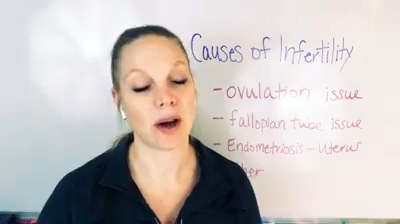 Causes of Infertility
- ovulation issue
- fallopian tube issue
- Endometriosis - Uterus